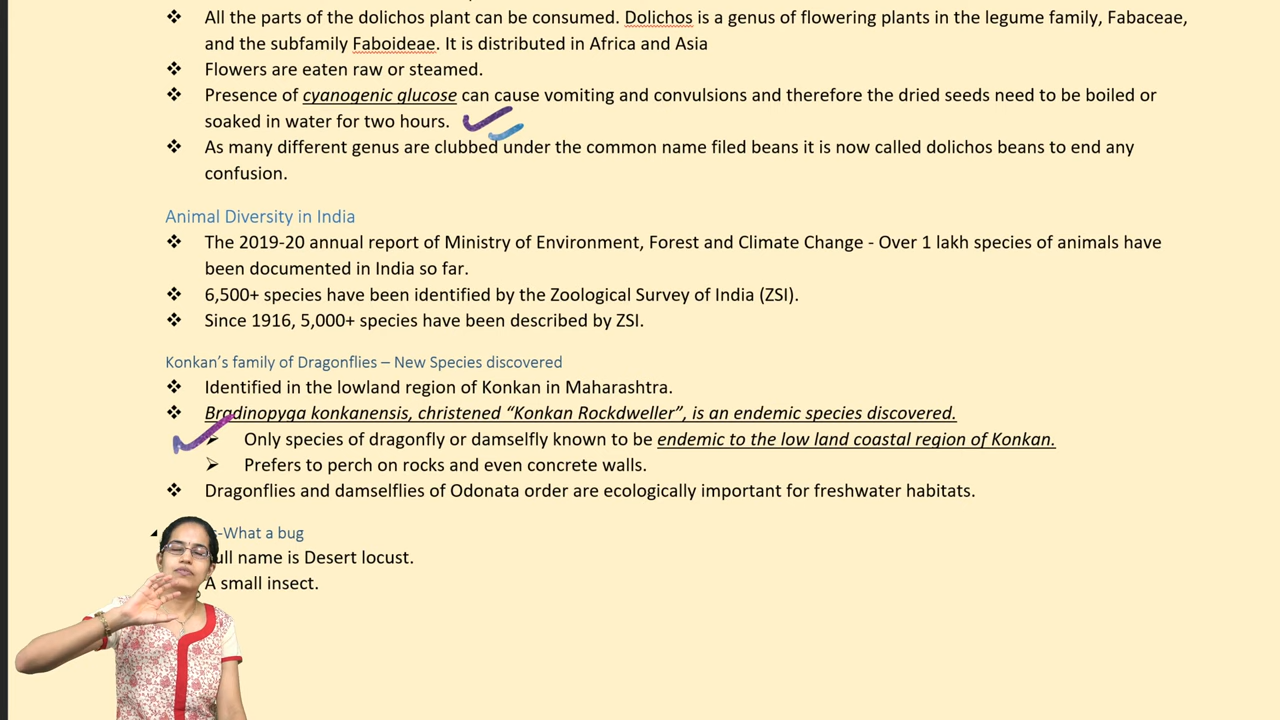 ❖ All the parts of the dolichos plant can be consumed. Dolichos is a genus of flowering plants in the legume family, Fabaceae,
and the subfamily Faboideae. It is distributed in Africa and Asia
❖ Flowers are eaten raw or steamed.
❖ Presence of cyanogenic glucose can cause vomiting and convulsions and therefore the dried seeds need to be boiled or
soaked in water for two hours.
❖ As many different genus are clubbed under the common name filed beans it is now called dolichos beans to end any
confusion.
Animal Diversity in India
❖ The 2019-20 annual report of Ministry of Environment, Forest and Climate Change - Over 1 lakh species of animals have
been documented in India so far.
❖ 6,500+ species have been identified by the Zoological Survey of India (ZSI).
❖ Since 1916, 5,000+ species have been described by ZSI.
Konkan's family of Dragonflies – New Species discovered
❖ Identified in the lowland region of Konkan in Maharashtra.
❖ Bradinopyga konkanensis, christened "Konkan Rockdweller", is an endemic species discovered.
➢ Only species of dragonfly or damselfly known to be endemic to the low land coastal region of Konkan.
➢ Prefers to perch on rocks and even concrete walls.
❖ Dragonflies and damselflies of Odonata order are ecologically important for freshwater habitats.
-What a bug
name is Desert locust.
A small insect.